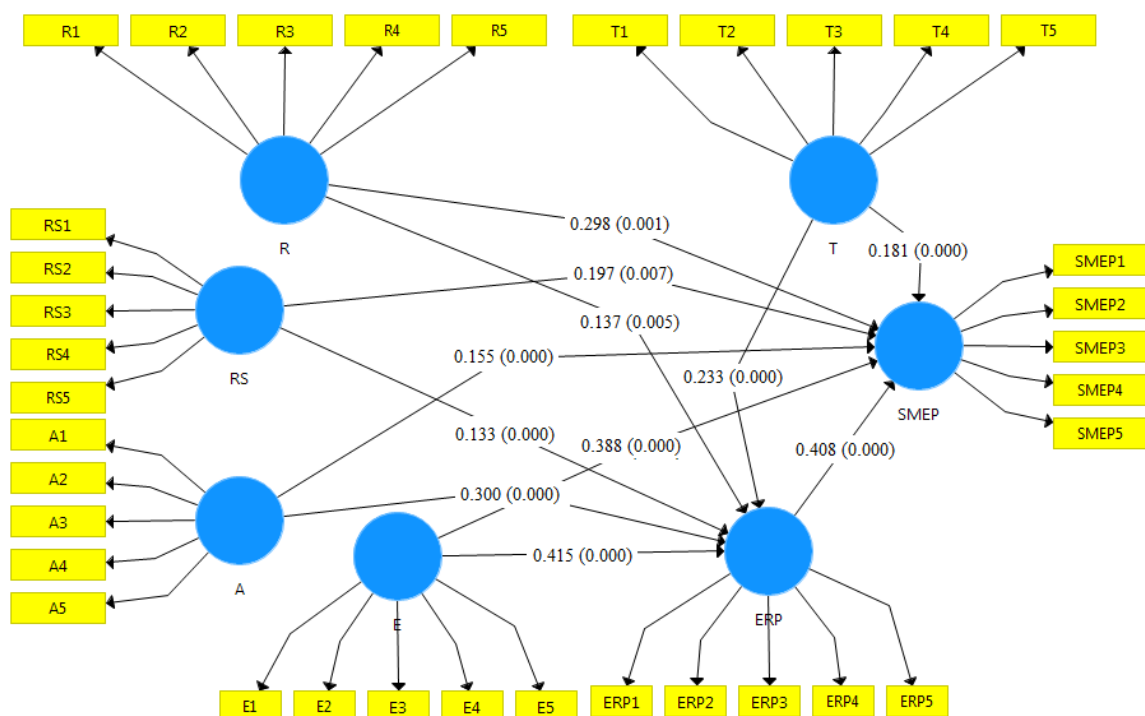 R1
R2
R3
R4
R5
T1
T2
T3
T4
T5
R
T
RS1
RS2
RS3
RS4
RS5
RS
0.298 (0.001)
0.181 (0.000)
0.197 (0.007)
0.137 (0.005)
0.155 (0.000)
0.233 (0.000)
SMEP1
SMEP2
SMEP3
SMEP4
SMEP5
SMEP
A1
A2
A3
A4
A5
A
0.133 (0.000)
0.388 (0.000)
0.408 (0.000)
0.300 (0.000)
0.415 (0.000)
E
ERP
E1
E2
E3
E4
E5
ERP1
ERP2
ERP3
ERP4
ERP5